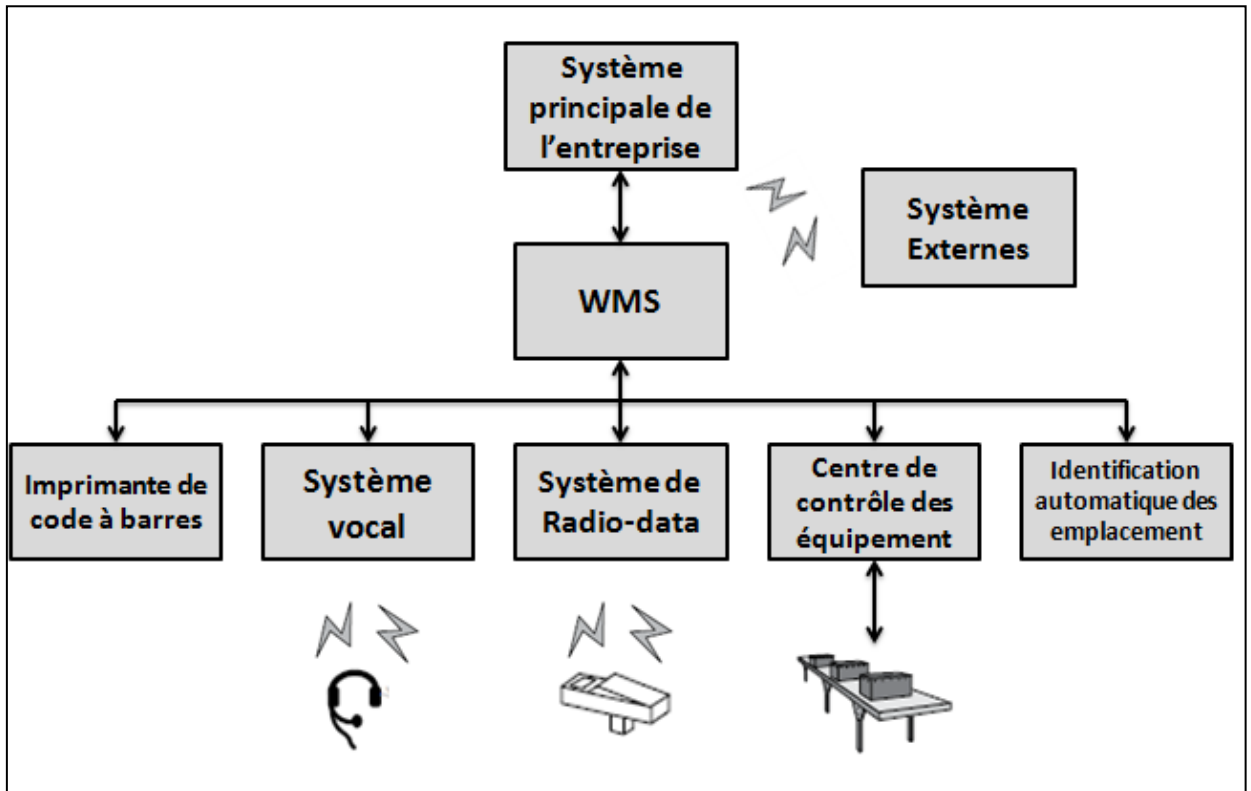 Système
principale de
l'entreprise
Système
Externes
WMS
Imprimante de
code à barres
Système
vocal
Système de
Radio-data
Centre de
contrôle des
équipement
Identification
automatique des
emplacement